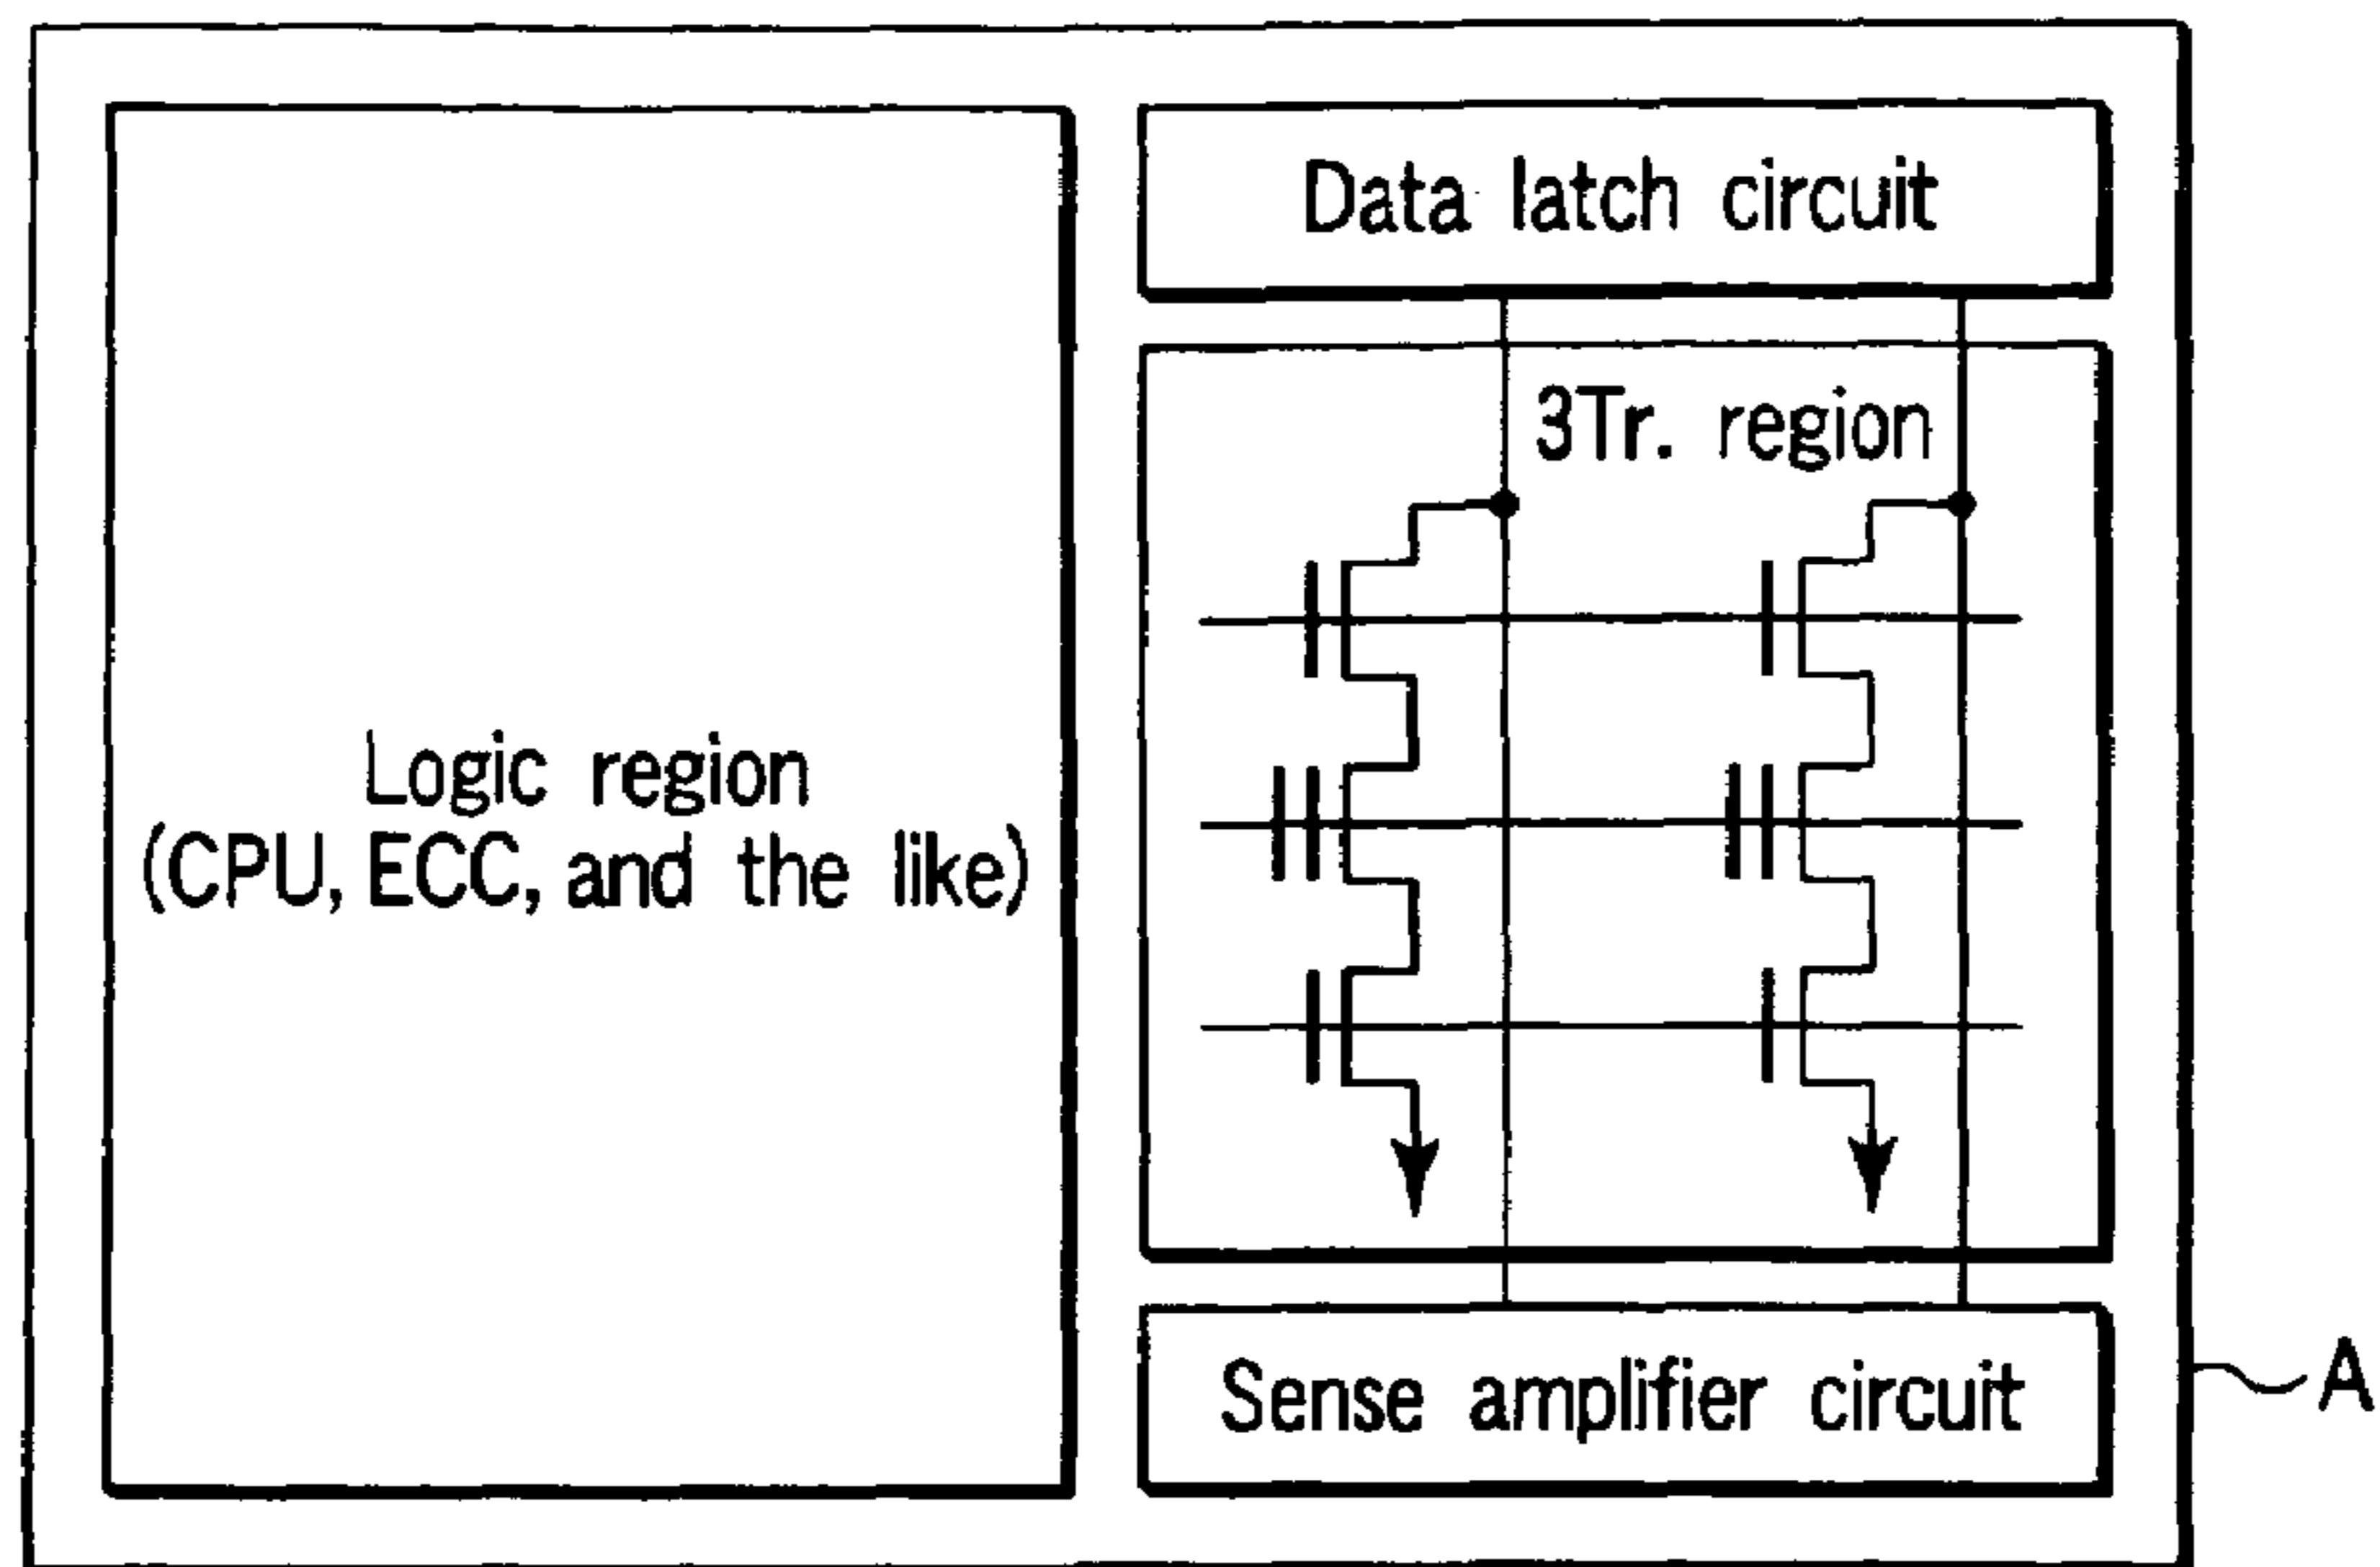 Data latch circuit
3Tr. region
Logic region
(CPU, ECC, and the like)
Sense amplifier circuit
A